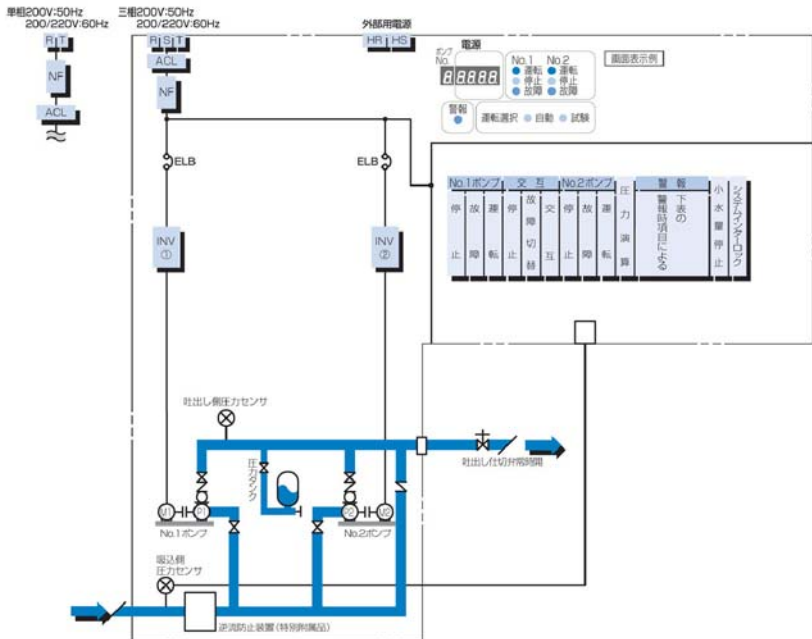 単相200V:50Hz
200/220V:60Hz
三相200V:50Hz
200/220V:60Hz
外部用電源
R T
R S T
HR HS
NF
ACL
ACL
NF
ポンプ
No.
電源
8.8.8.8.8.
No.1 No.2
運転 運転
停止 停止
故障 故障
画面表示例
警報
運転選択 自動 試験
ELB
ELB
INV
①
INV
②
No.1ポンプ
停止
故障
運転
交互
停止
故障切替
交互
No.2ポンプ
停止
故障
運転
圧力演算
警報
下表の
警報時項目による
小水量停止
システムインターロック
吐出し側圧力センサ
圧力タンク
吐出し仕切弁常時開
M1 P1
P2 M2
No.1ポンプ
No.2ポンプ
吸込側
圧力センサ
逆流防止装置(特別附属品)